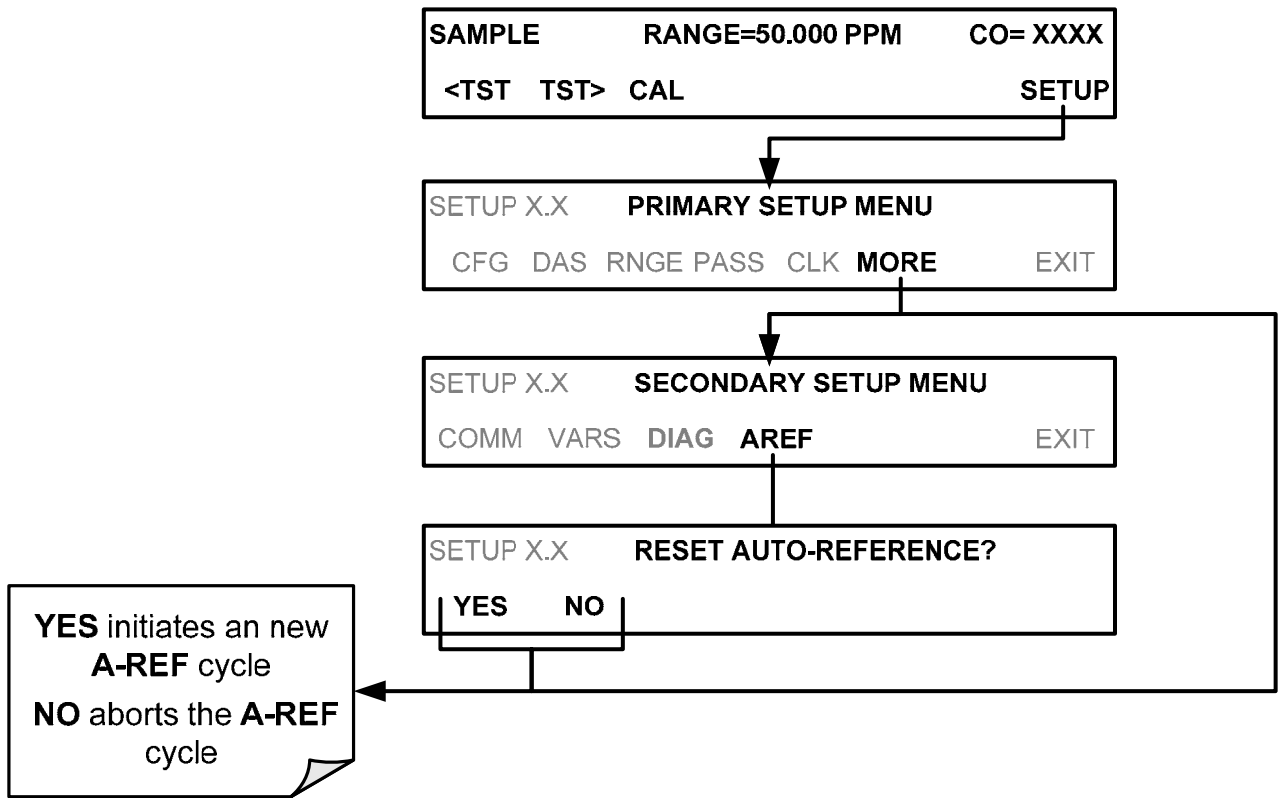 SAMPLE RANGE=50.000 PPM CO= XXXX
<TST TST> CAL SETUP
SETUP X.X PRIMARY SETUP MENU
CFG DAS RNGE PASS CLK MORE EXIT
SETUP X.X SECONDARY SETUP MENU
COMM VARS DIAG AREF EXIT
SETUP X.X RESET AUTO-REFERENCE?
YES NO
YES initiates an new
A-REF cycle
NO aborts the A-REF
cycle